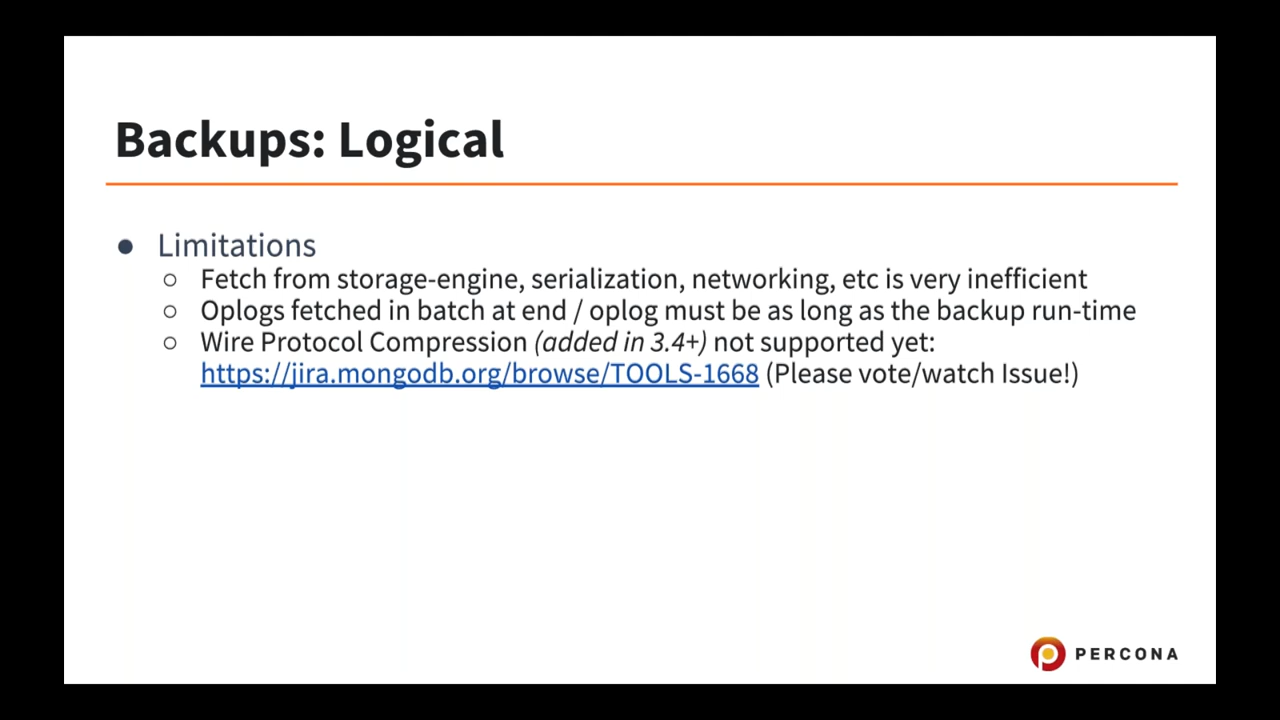 Backups: Logical
● Limitations
○ Fetch from storage-engine, serialization, networking, etc is very inefficient
○ Oplogs fetched in batch at end / oplog must be as long as the backup run-time
○ Wire Protocol Compression (added in 3.4+) not supported yet:
https://jira.mongodb.org/browse/TOOLS-1668 (Please vote/watch Issue!)
PERCONA